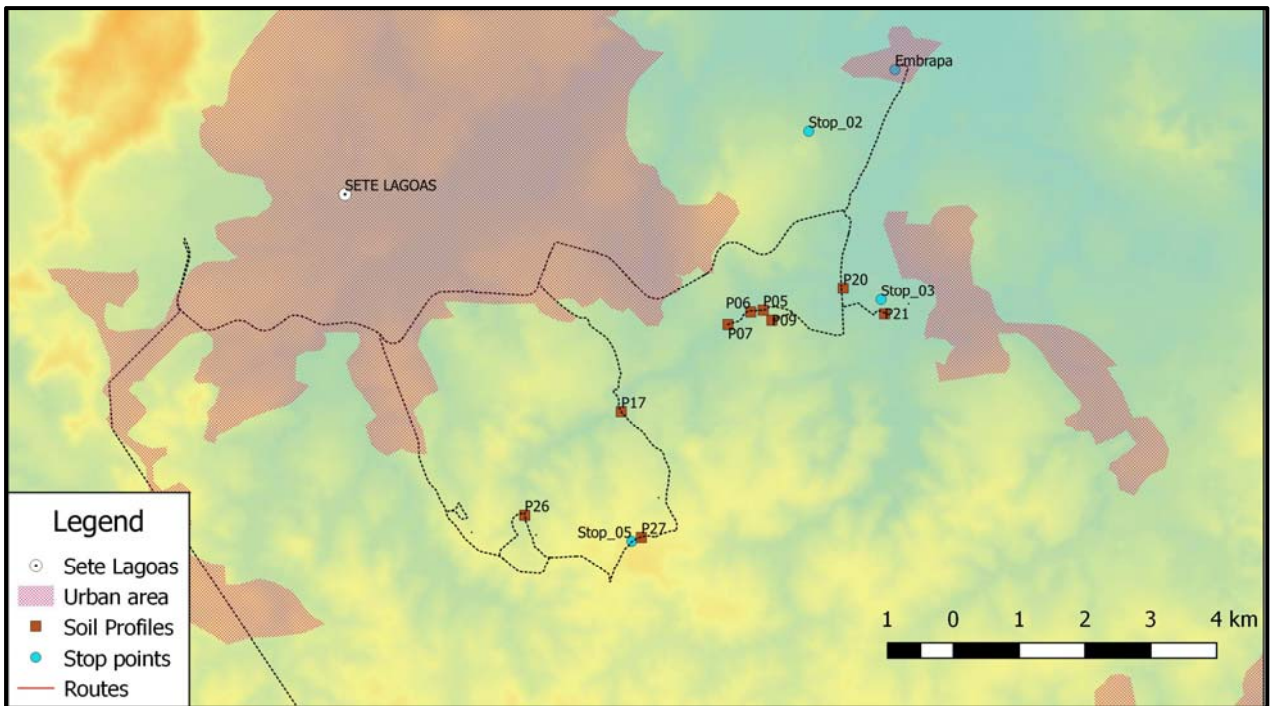 Embrapa
Stop_02
SETE LAGOAS
P20
Stop_03
P06
P05
P09
P21
P07
P17
P26
Stop_05
P27
Legend
Sete Lagoas
Urban area
Soil Profiles
Stop points
Routes
1 0 1 2 3 4 km